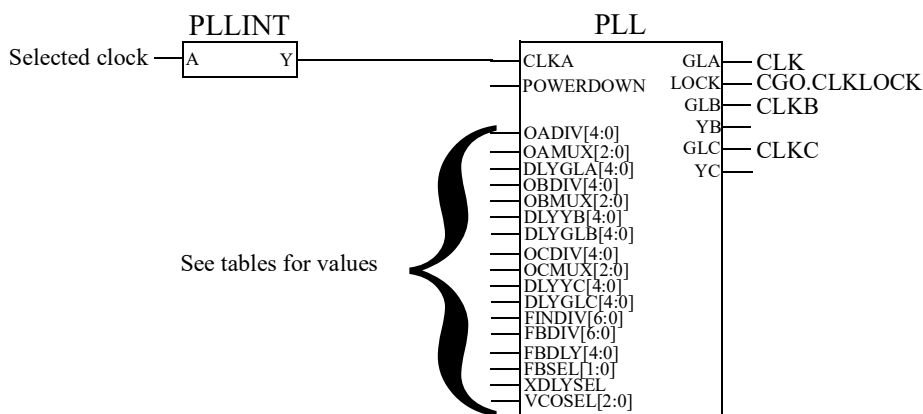 PLLINT
PLL
Selected clock
A
Y
CLKA
POWERDOWN
OADIV[4:0]
OAMUX[2:0]
DLYGLA[4:0]
OBDIV[4:0]
OBMUX[2:0]
DLYYB[4:0]
DLYGLB[4:0]
OCDIV[4:0]
OCMUX[2:0]
DLYYC[4:0]
DLYGLC[4:0]
FINDIV[6:0]
FBDIV[6:0]
FBDLY[4:0]
FBSEL[1:0]
XDLYSEL
VCOSEL[2:0]
See tables for values
GLA CLK
LOCK CGO.CLKLOCK
GLB CLKB
YB
GLC CLKC
YC